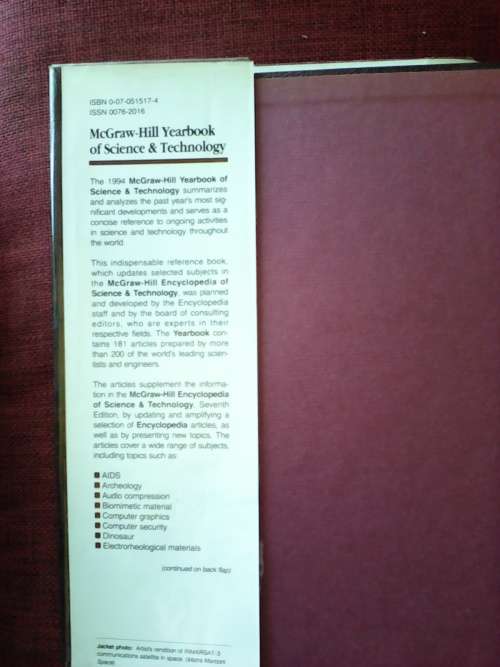 ISBN 0-07-051517-4
ISSN 0076-2016
McGraw-Hill Yearbook
of Science & Technology
The 1994 McGraw-Hill Yearbook of
Science & Technology summarizes
and analyzes the past year's most sig-
nificant developments and serves as a
concise reference to ongoing activities
in science and technology throughout
the world.
This indispensable reference book,
which updates selected subjects in
the McGraw-Hill Encyclopedia of
Science & Technology, was planned
and developed by the Encyclopedia
staff and by the board of consulting
editors, who are experts in their
respective fields. The Yearbook con-
tains 181 articles prepared by more
than 200 of the world's leading scien-
tists and engineers.
The articles supplement the informa-
tion in the McGraw-Hill Encyclopedia
of Science & Technology, Seventh
Edition, by updating and amplifying a
selection of Encyclopedia articles, as
well as by presenting new topics. The
articles cover a wide range of subjects,
including topics such as:
■ AIDS
■ Archeology
■ Audio compression
■ Biomimetic material
■ Computer graphics
■ Computer security
■ Dinosaur
■ Electrorheological materials
(continued on back flap)
Jacket photo: Artist's rendition of INMARSAT-3
communications satellite in space. (Matra Marconi
Space)